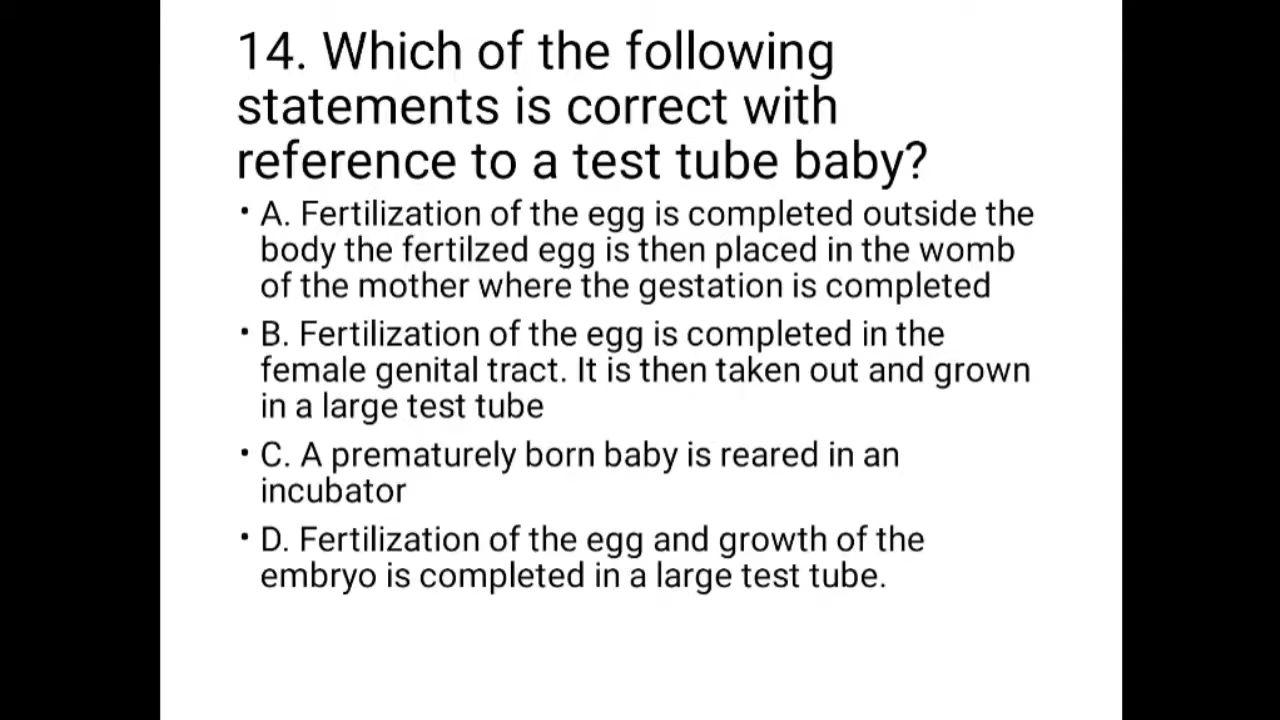 14. Which of the following
statements is correct with
reference to a test tube baby?
• A. Fertilization of the egg is completed outside the
body the fertilzed egg is then placed in the womb
of the mother where the gestation is completed
• B. Fertilization of the egg is completed in the
female genital tract. It is then taken out and grown
in a large test tube
• C. A prematurely born baby is reared in an
incubator
• D. Fertilization of the egg and growth of the
embryo is completed in a large test tube.